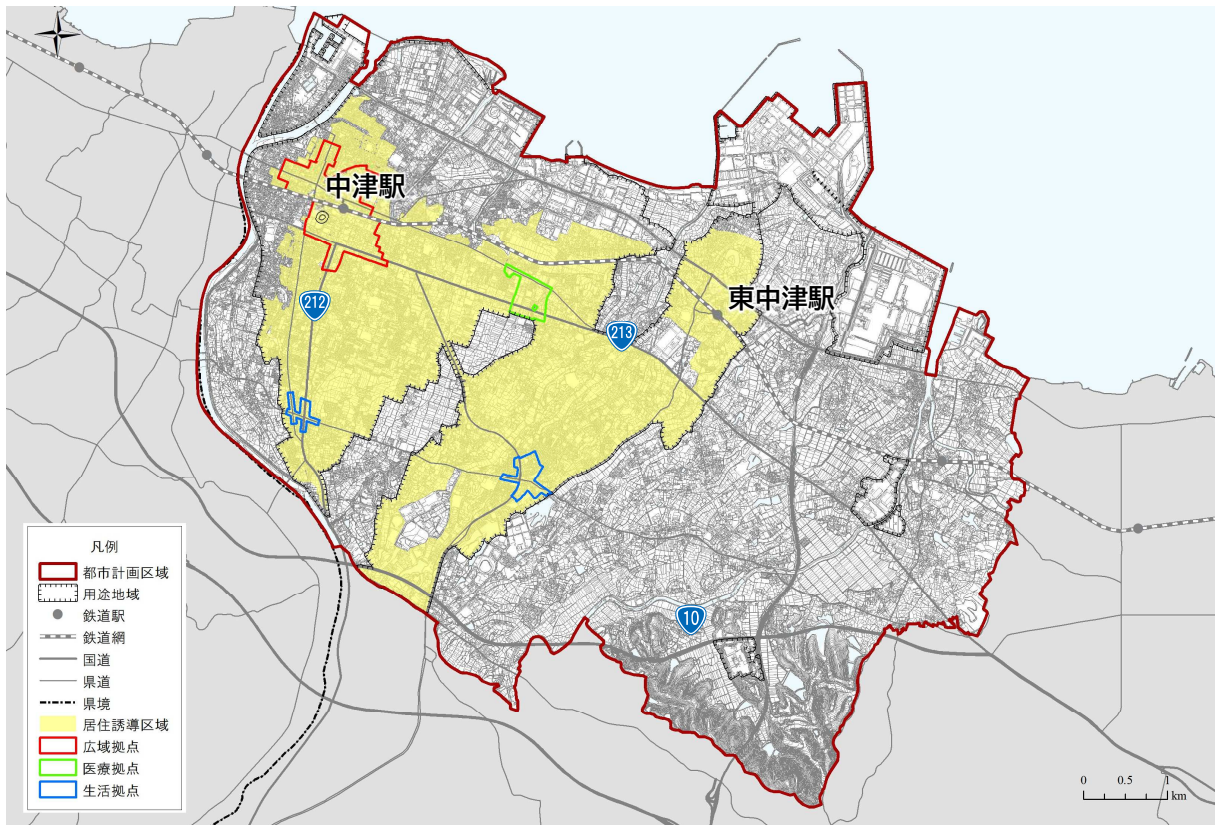 中津駅
東中津駅
212
213
10
凡例
都市計画区域
用途地域
鉄道駅
鉄道網
国道
県道
県境
居住誘導区域
広域拠点
医療拠点
生活拠点
0 0.5 1
km